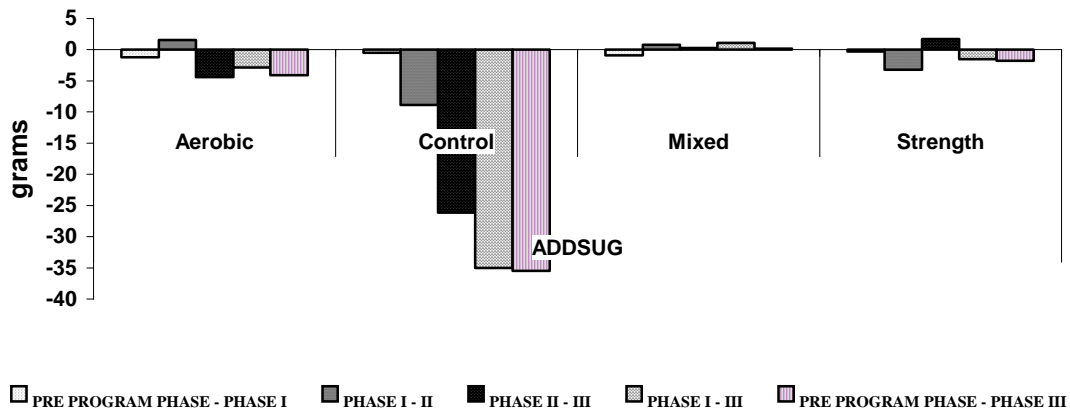 5
0
-5
-10
-15
-20
-25
-30
-35
-40
grams
Aerobic Control Mixed Strength
ADDSUG
PRE PROGRAM PHASE - PHASE I PHASE I - II PHASE II - III PHASE I - III PRE PROGRAM PHASE - PHASE III